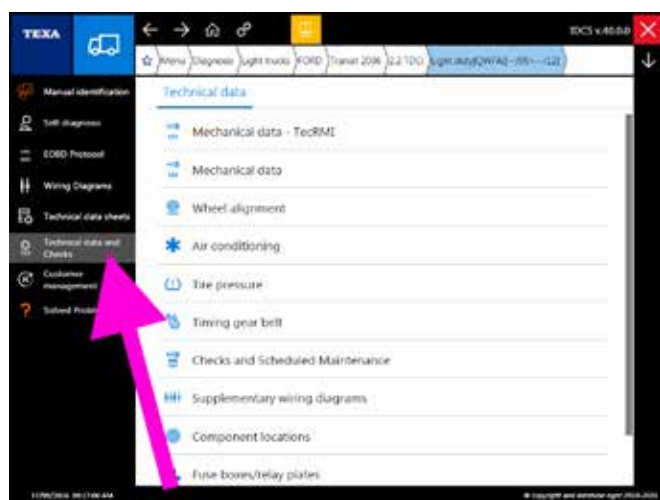 TEXA
IDC5 v.40.0.0
Menu
Diagnosis
Light trucks
FORD
Transit 2006
2.2 TDCi
Manual identification
Self-diagnosis
EOBD Protocol
Wiring Diagrams
Technical data sheets
Technical data and
Checks
Customer
management
Solved
Technical data
Mechanical data - TecRMI
Mechanical data
Wheel alignment
Air conditioning
Tire pressure
Timing gear belt
Checks and Scheduled Maintenance
Supplementary wiring diagrams
Component locations
Fuse boxes/relay plates